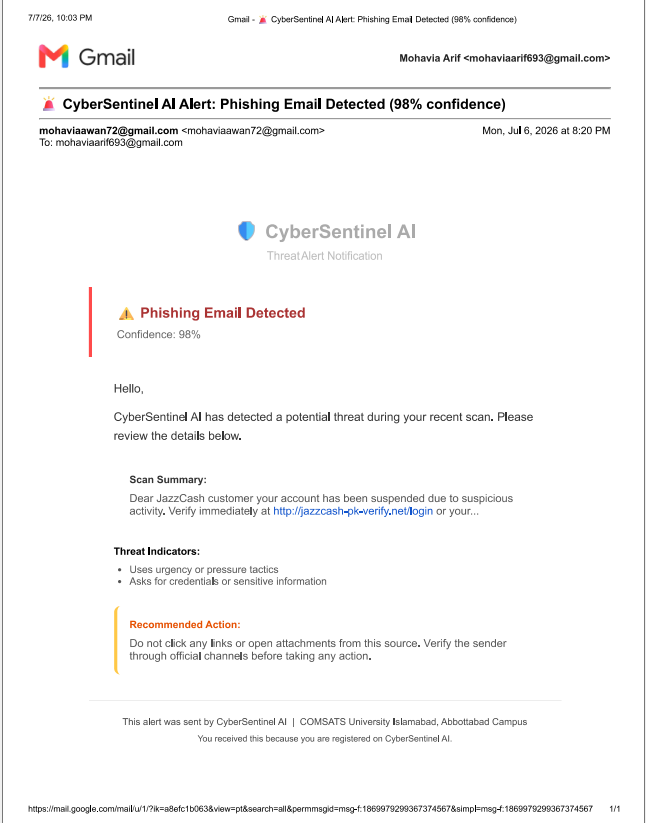 7/7/26, 10:03 PM Gmail - 🚨 CyberSentinel AI Alert: Phishing Email Detected (98% confidence)
Gmail Mohavia Arif <mohaviaarif693@gmail.com>
🚨 CyberSentinel AI Alert: Phishing Email Detected (98% confidence)
mohaviaawan72@gmail.com <mohaviaawan72@gmail.com> Mon, Jul 6, 2026 at 8:20 PM
To: mohaviaarif693@gmail.com
🛡️ CyberSentinel AI
Threat Alert Notification
⚠️ Phishing Email Detected
Confidence: 98%
Hello,
CyberSentinel AI has detected a potential threat during your recent scan. Please
review the details below.
Scan Summary:
Dear JazzCash customer your account has been suspended due to suspicious
activity. Verify immediately at http://jazzcash-pk-verify.net/login or your...
Threat Indicators:
• Uses urgency or pressure tactics
• Asks for credentials or sensitive information
Recommended Action:
Do not click any links or open attachments from this source. Verify the sender
through official channels before taking any action.
This alert was sent by CyberSentinel AI | COMSATS University Islamabad, Abbottabad Campus
You received this because you are registered on CyberSentinel AI.
https://mail.google.com/mail/u/1/?ik=a8efc1b063&view=pt&search=all&permmsgid=msg-f:1869979299367374567&simpl=msg-f:1869979299367374567 1/1